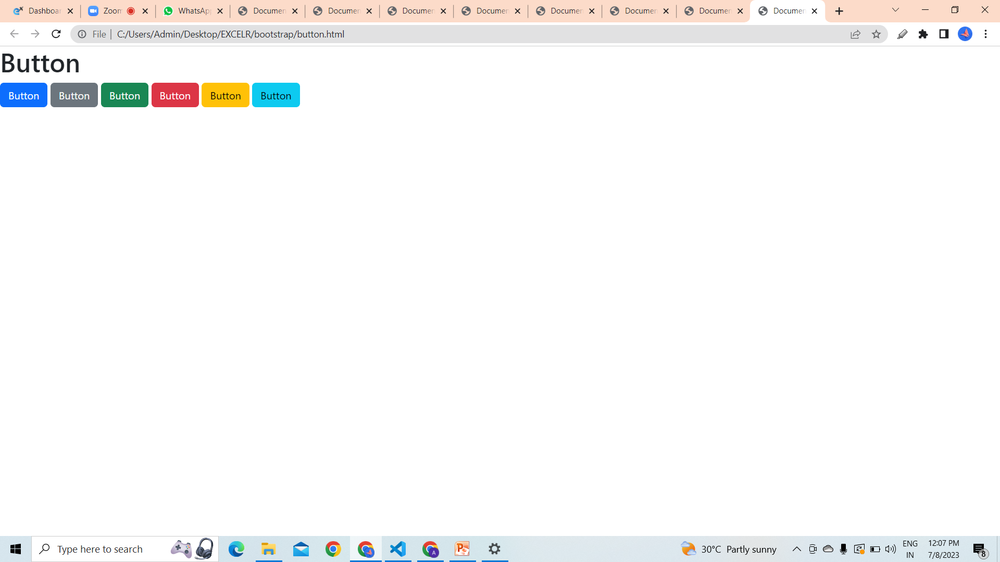 Dashboar
Zoom
WhatsApp
Documen
Documen
Documen
Documen
Documen
Documen
Documen
Documen
File | C:/Users/Admin/Desktop/EXCELR/bootstrap/button.html
Button
Button Button Button Button Button Button
Type here to search
A
30°C Partly sunny
ENG
IN
12:07 PM
7/8/2023
8